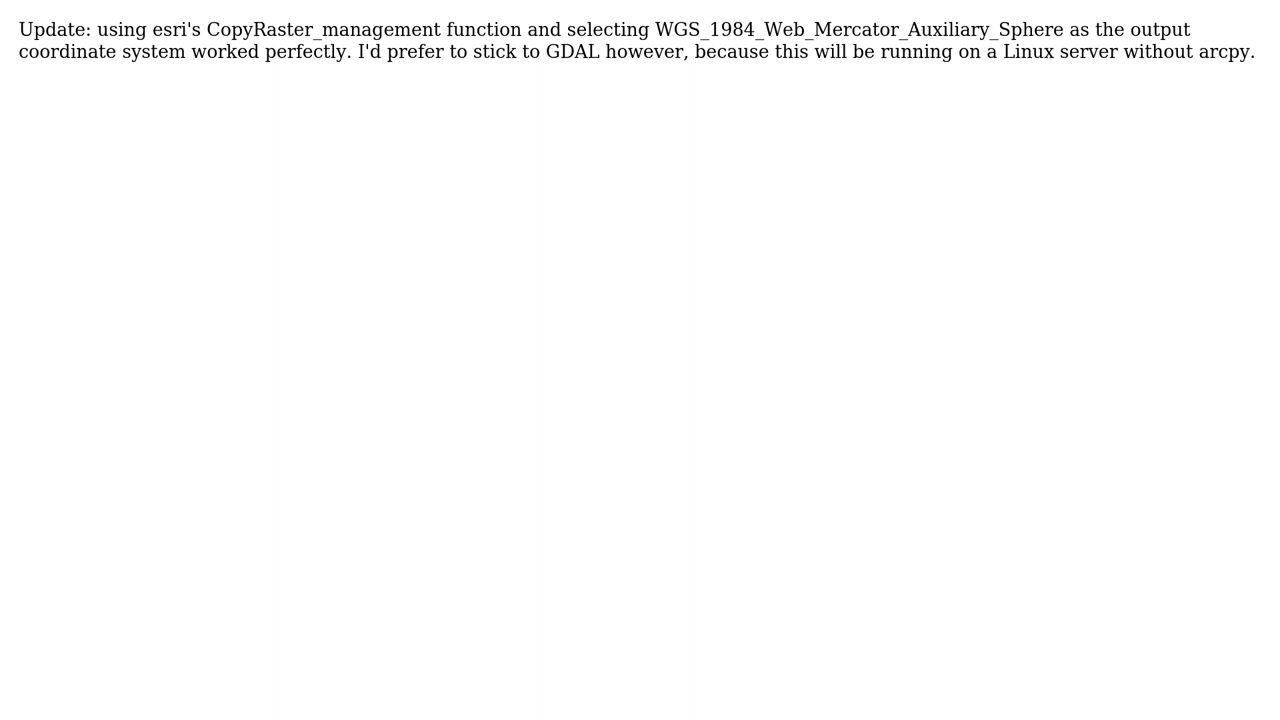 Update: using esri's CopyRaster_management function and selecting WGS_1984_Web_Mercator_Auxiliary_Sphere as the output
coordinate system worked perfectly. I'd prefer to stick to GDAL however, because this will be running on a Linux server without arcpy.